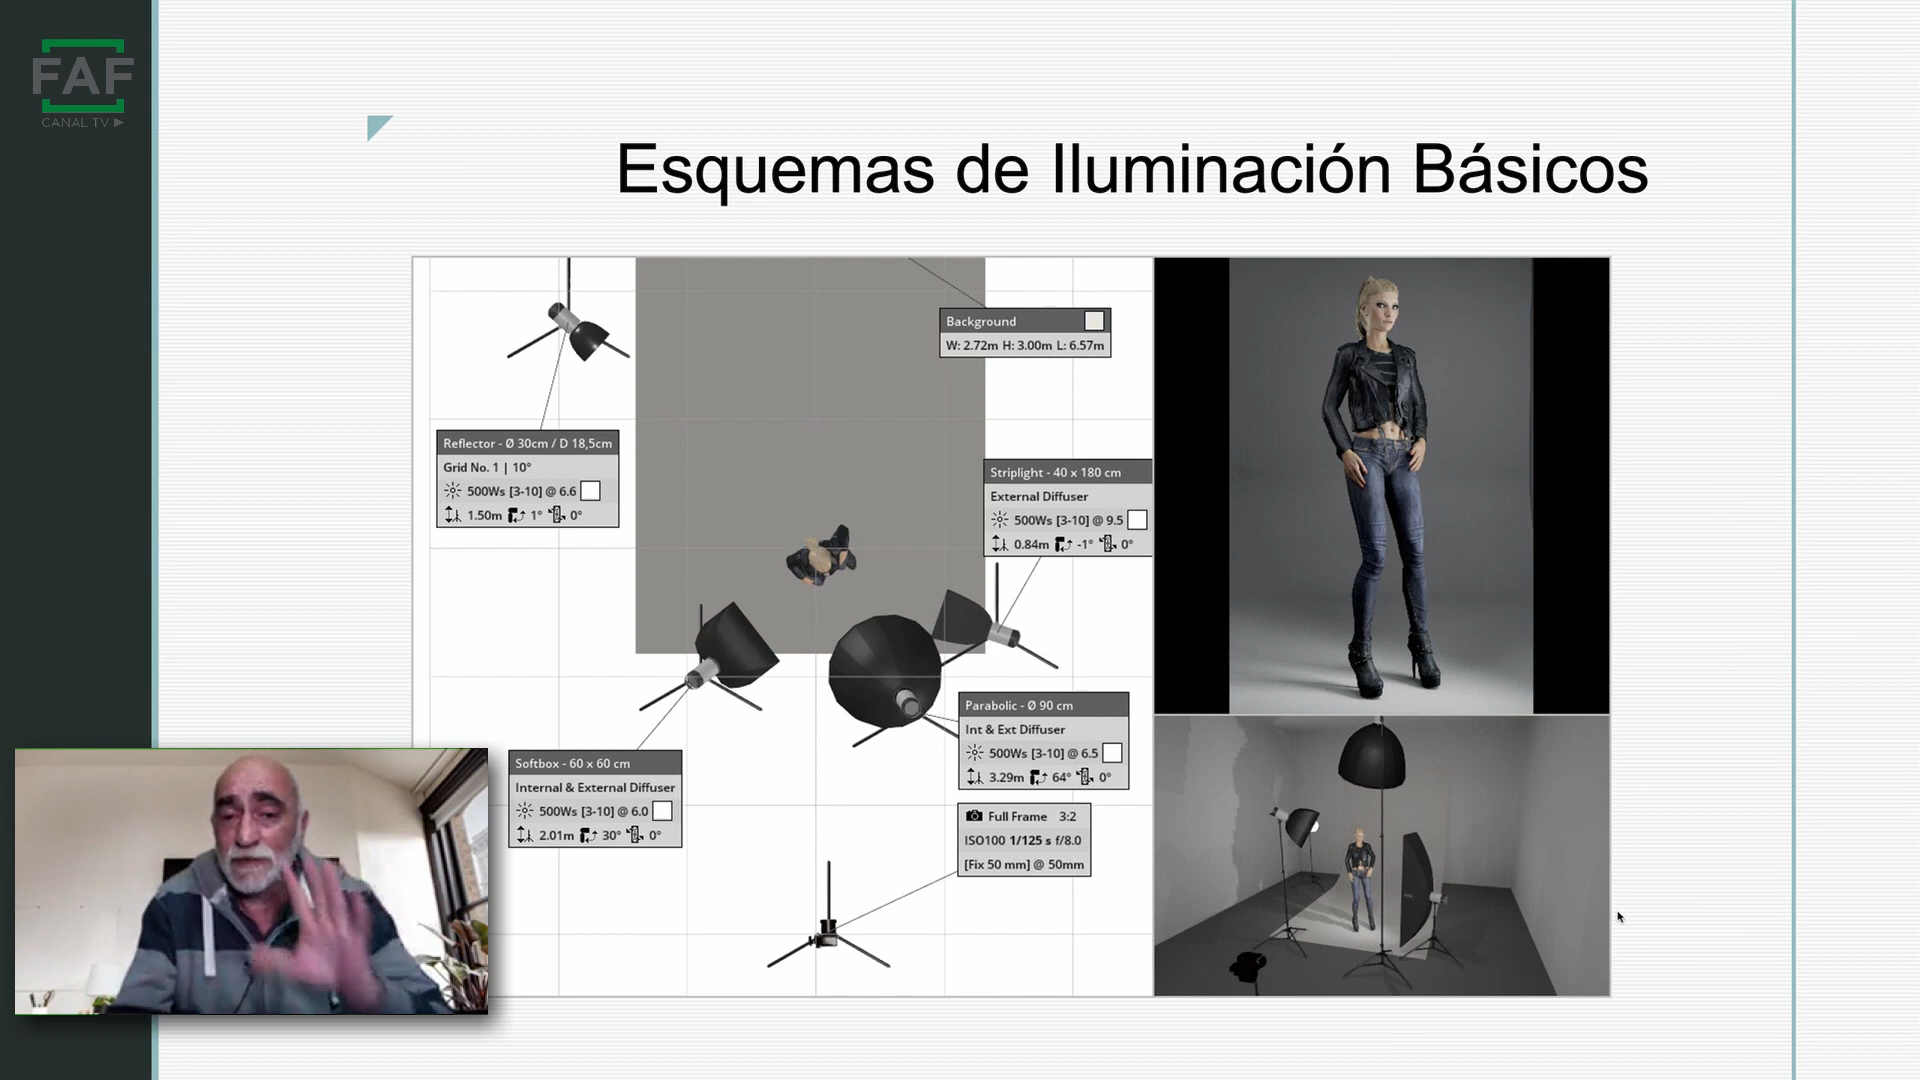 FAF
CANAL TV
Esquemas de Iluminación Básicos
Background
W: 2.72m H: 3.00m L: 6.57m
Reflector - Ø 30cm / D 18,5cm
Grid No. 1 | 10°
500Ws [3-10] @ 6.6
1.50m 1° 0°
Striplight - 40 x 180 cm
External Diffuser
500Ws [3-10] @ 9.5
0.84m -1° 0°
Parabolic - Ø 90 cm
Int & Ext Diffuser
500Ws [3-10] @ 6.5
3.29m 64° 0°
Softbox - 60 x 60 cm
Internal & External Diffuser
500Ws [3-10] @ 6.0
2.01m 30° 0°
Full Frame 3:2
ISO100 1/125 s f/8.0
[Fix 50 mm] @ 50mm